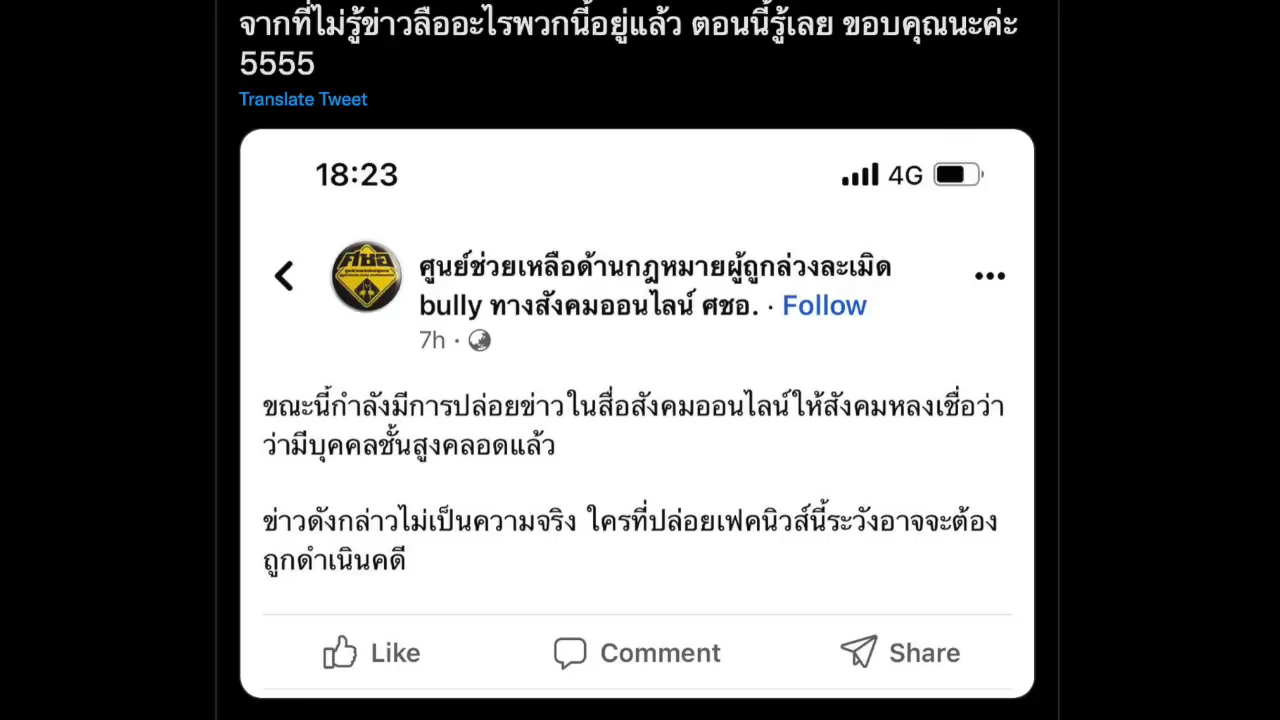 จากที่ไม่รู้ข่าวลืออะไรพวกนี้อยู่แล้ว ตอนนี้รู้เลย ขอบคุณนะค่ะ
5555
Translate Tweet
18:23
4G
ศชอ
ศูนย์ช่วยเหลือด้านกฎหมายผู้ถูกล่วงละเมิด
bully ทางสังคมออนไลน์ ศชอ. · Follow
7h ·
ขณะนี้กำลังมีการปล่อยข่าวในสื่อสังคมออนไลน์ให้สังคมหลงเชื่อว่า
ว่ามีบุคคลชั้นสูงคลอดแล้ว
ข่าวดังกล่าวไม่เป็นความจริง ใครที่ปล่อยเฟคนิวส์นี้ระวังอาจจะต้อง
ถูกดำเนินคดี
Like
Comment
Share